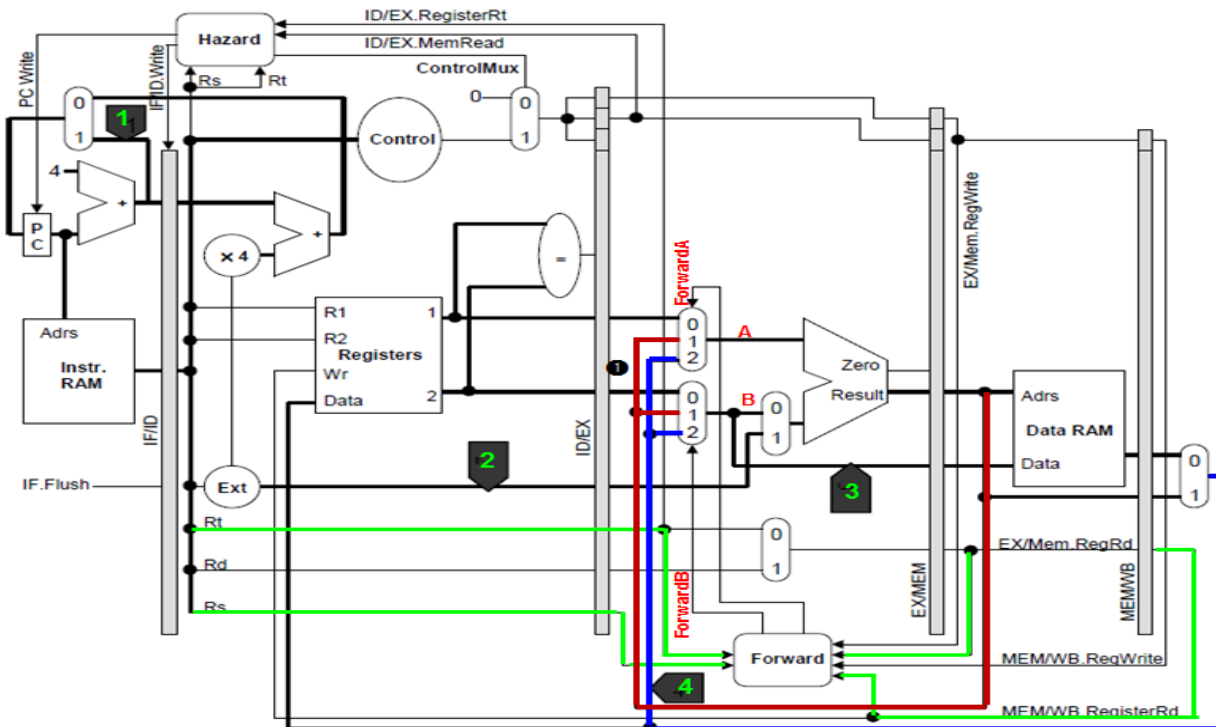 ID/EX.RegisterRt
Hazard
ID/EX.MemRead
PC Write
IF/ID.Write
Rs
Rt
ControlMux
0
0
1
0
1
1
Control
4
+
P
C
+
× 4
=
ForwardA
EX/Mem.RegWrite
Adrs
Instr.
RAM
R1
R2
Registers
Wr
Data
1
2
0
1
2
A
Zero
Result
1
0
1
2
B
0
1
Adrs
Data RAM
Data
0
1
IF/ID
ID/EX
2
3
IF.Flush
Ext
Rt
Rd
Rs
0
1
EX/Mem.RegRd
EX/MEM
MEM/WB
ForwardB
Forward
MEM/WB.RegWrite
4
MEM/WB.RegisterRd